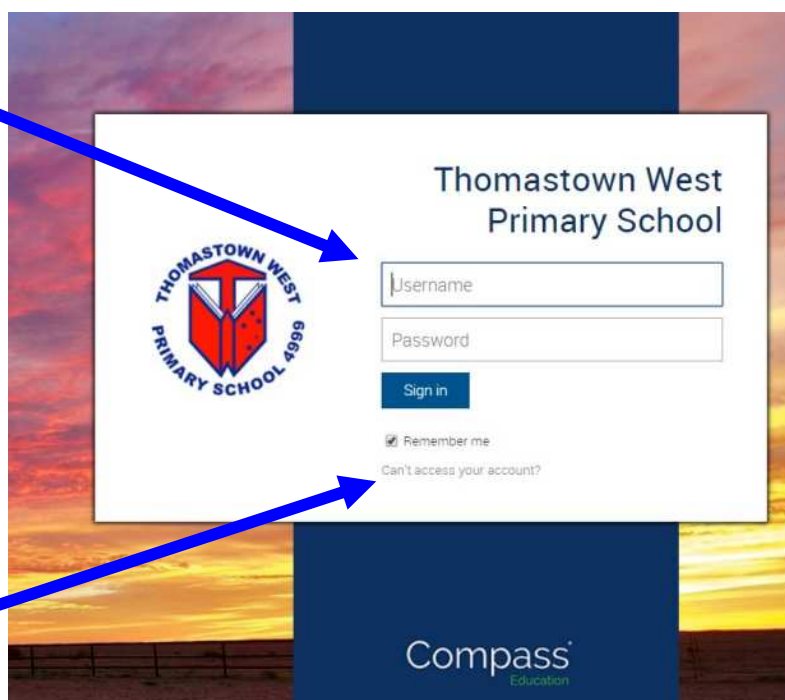 Thomastown West
Primary School
THOMASTOWN WEST
PRIMARY SCHOOL 4999
Username
Password
Sign in
Remember me
Can't access your account?
Compass
Education